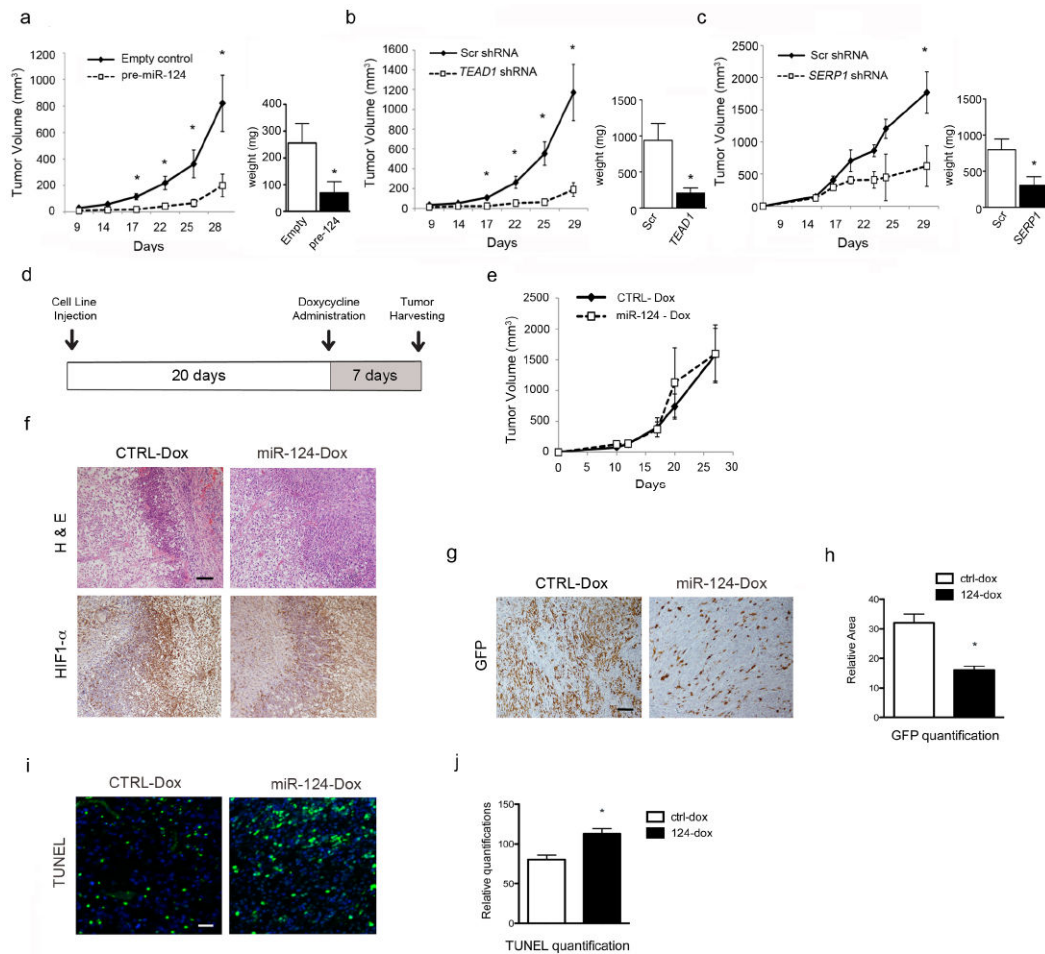 a
Empty control
pre-miR-124
Tumor Volume (mm³)
1200
1000
800
600
400
200
0
9 14 17 22 25 28
Days
* * * *
weight (mg)
400
300
200
100
0
*
Empty
pre-124
b
Scr shRNA
TEAD1 shRNA
Tumor Volume (mm³)
1600
1400
1200
1000
800
600
400
200
0
9 14 17 22 25 29
Days
* * * *
weight (mg)
1500
1000
500
0
*
Scr
TEAD1
c
Scr shRNA
SERP1 shRNA
Tumor Volume (mm³)
2500
2000
1500
1000
500
0
9 14 17 22 25 29
Days
*
weight (mg)
1500
1000
500
0
*
Scr
SERP1
d
Cell Line
Injection
Doxycycline
Administration
Tumor
Harvesting
20 days
7 days
e
CTRL- Dox
miR-124 - Dox
Tumor Volume (mm³)
2500
2000
1500
1000
500
0
0 5 10 15 20 25 30
Days
f
CTRL-Dox
miR-124-Dox
H & E
HIF1-α
g
CTRL-Dox
miR-124-Dox
GFP
h
ctrl-dox
124-dox
Relative Area
40
30
20
10
0
*
GFP quantification
i
CTRL-Dox
miR-124-Dox
TUNEL
j
ctrl-dox
124-dox
Relative quantifications
150
100
50
0
*
TUNEL quantification